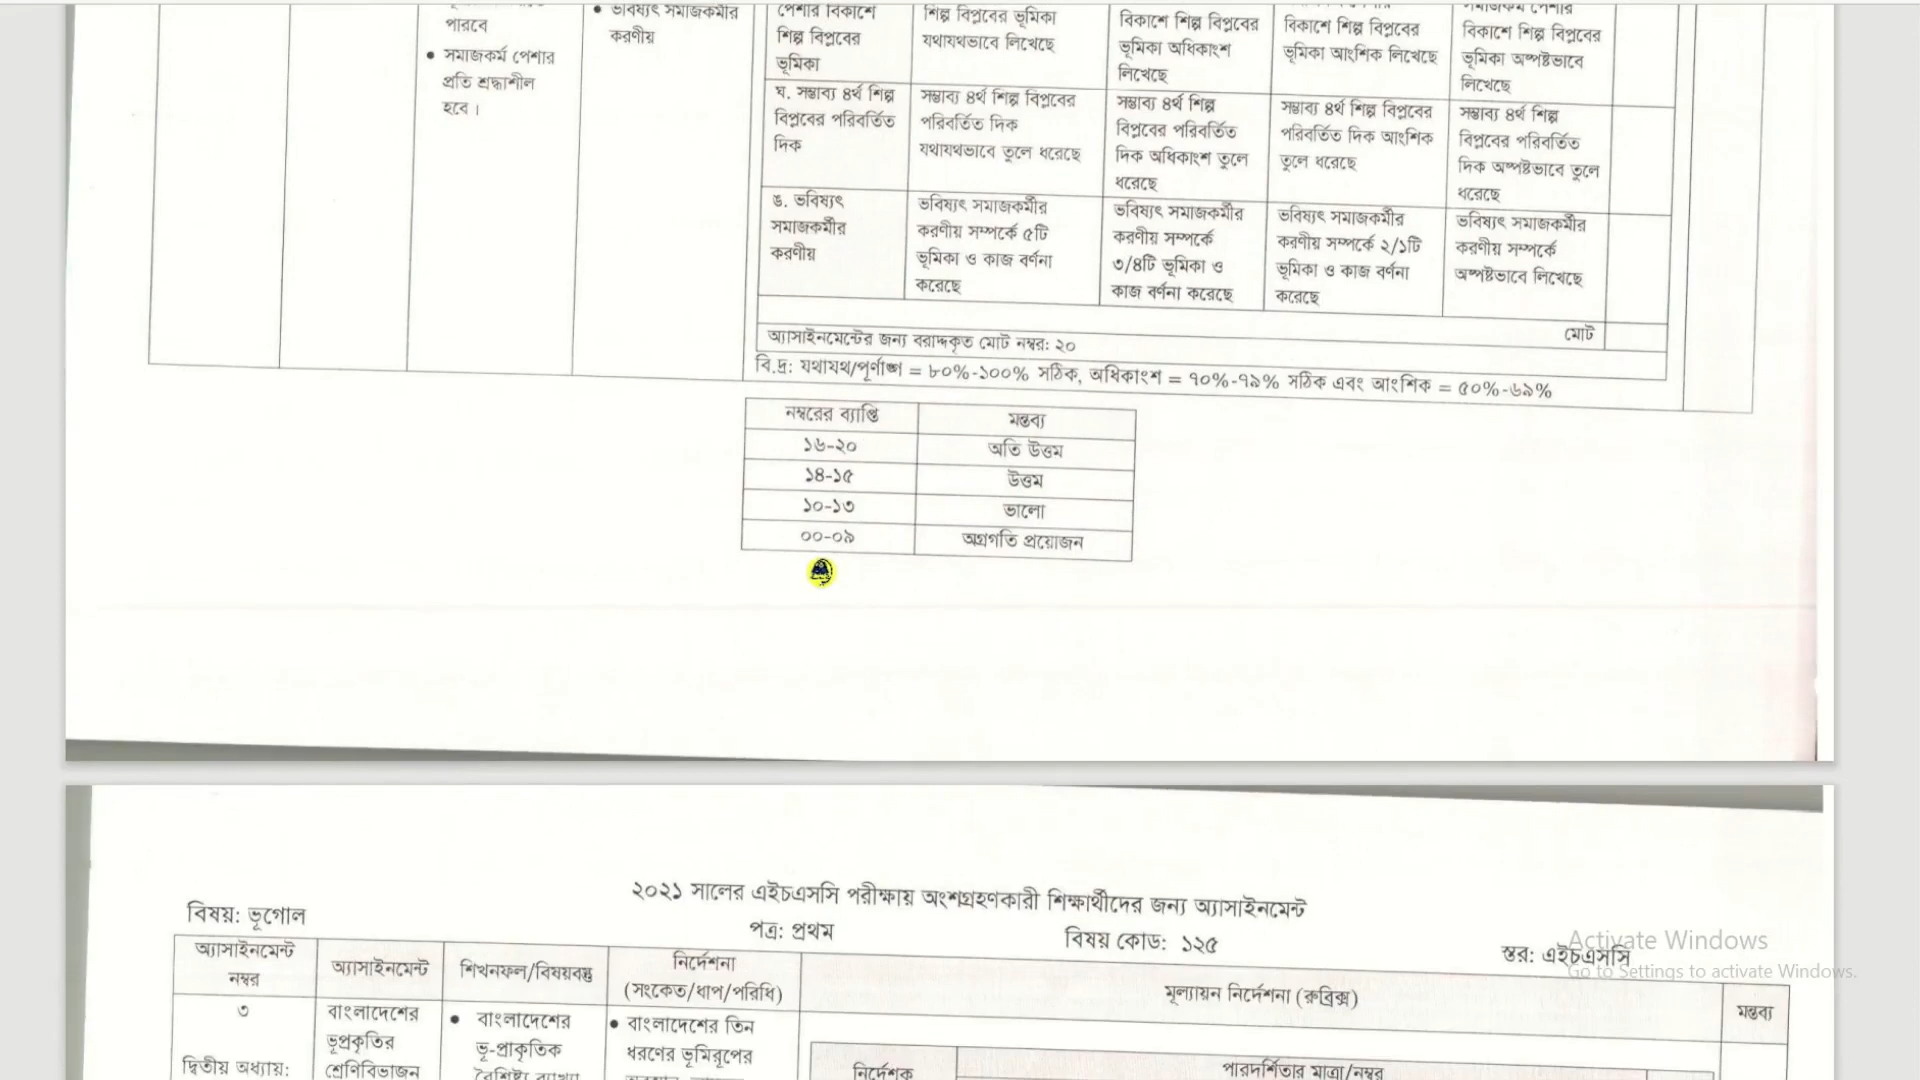 পারবে
• সমাজকর্ম পেশার
প্রতি শ্রদ্ধাশীল
হবে।
• ভবিষ্যৎ সমাজকর্মীর
করণীয়
পেশার বিকাশে
শিল্প বিপ্লবের
ভূমিকা
শিল্প বিপ্লবের ভূমিকা
যথাযথভাবে লিখেছে
বিকাশে শিল্প বিপ্লবের
ভূমিকা অধিকাংশ
লিখেছে
বিকাশে শিল্প বিপ্লবের
ভূমিকা আংশিক লিখেছে
সমাজকর্ম পেশার
বিকাশে শিল্প বিপ্লবের
ভূমিকা অস্পষ্টভাবে
লিখেছে
ঘ. সম্ভাব্য ৪র্থ শিল্প
বিপ্লবের পরিবর্তিত
দিক
সম্ভাব্য ৪র্থ শিল্প বিপ্লবের
পরিবর্তিত দিক
যথাযথভাবে তুলে ধরেছে
সম্ভাব্য ৪র্থ শিল্প
বিপ্লবের পরিবর্তিত
দিক অধিকাংশ তুলে
ধরেছে
সম্ভাব্য ৪র্থ শিল্প বিপ্লবের
পরিবর্তিত দিক আংশিক
তুলে ধরেছে
সম্ভাব্য ৪র্থ শিল্প
বিপ্লবের পরিবর্তিত
দিক অস্পষ্টভাবে তুলে
ধরেছে
ঙ. ভবিষ্যৎ
সমাজকর্মীর
করণীয়
ভবিষ্যৎ সমাজকর্মীর
করণীয় সম্পর্কে ৫টি
ভূমিকা ও কাজ বর্ণনা
করেছে
ভবিষ্যৎ সমাজকর্মীর
করণীয় সম্পর্কে
৩/৪টি ভূমিকা ও
কাজ বর্ণনা করেছে
ভবিষ্যৎ সমাজকর্মীর
করণীয় সম্পর্কে ২/১টি
ভূমিকা ও কাজ বর্ণনা
করেছে
ভবিষ্যৎ সমাজকর্মীর
করণীয় সম্পর্কে
অস্পষ্টভাবে লিখেছে
মোট
অ্যাসাইনমেন্টের জন্য বরাদ্দকৃত মোট নম্বর: ২০
বি.দ্র: যথাযথ/পূর্ণাঙ্গ = ৮০%-১০০% সঠিক, অধিকাংশ = ৭০%-৭৯% সঠিক এবং আংশিক = ৫০%-৬৯%
নম্বরের ব্যাপ্তি মন্তব্য
১৬-২০ অতি উত্তম
১৪-১৫ উত্তম
১০-১৩ ভালো
০০-০৯ অগ্রগতি প্রয়োজন
২০২১ সালের এইচএসসি পরীক্ষায় অংশগ্রহণকারী শিক্ষার্থীদের জন্য অ্যাসাইনমেন্ট
বিষয়: ভূগোল পত্র: প্রথম বিষয় কোড: ১২৫ স্তর: এইচএসসি
অ্যাসাইনমেন্ট
নম্বর
অ্যাসাইনমেন্ট
শিখনফল/বিষয়বস্তু
নির্দেশনা
(সংকেত/ধাপ/পরিধি)
মূল্যায়ন নির্দেশনা (রুব্রিক্স)
মন্তব্য
৩
দ্বিতীয় অধ্যায়:
বাংলাদেশের
ভূপ্রকৃতির
শ্রেণিবিভাজন
• বাংলাদেশের
ভূ-প্রাকৃতিক
বৈশিষ্ট্য ব্যাখ্যা
• বাংলাদেশের তিন
ধরণের ভূমিরূপের
নির্দেশক
পারদর্শিতার মাত্রা/নম্বর
Activate Windows
Go to Settings to activate Windows.